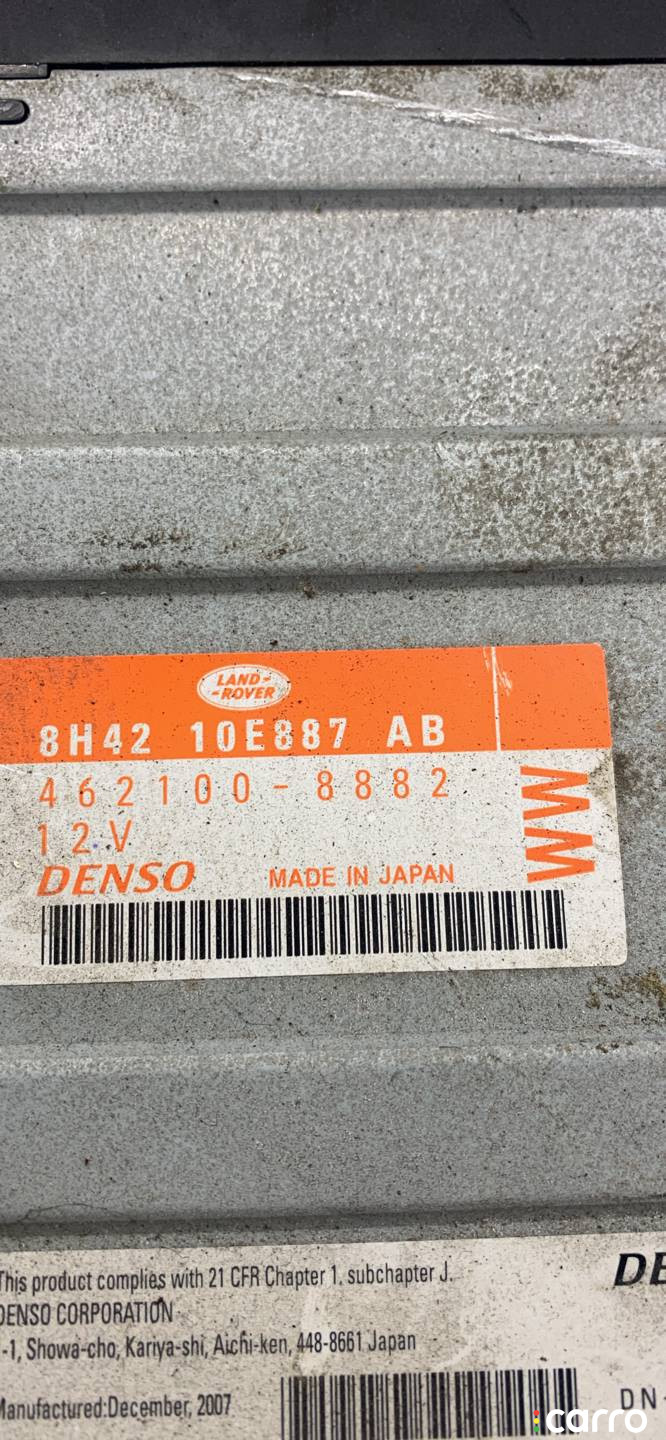 LAND-
-ROVER
8H42 10E887 AB
462100-8882
12V
MM
DENSO MADE IN JAPAN
This product complies with 21 CFR Chapter 1. subchapter J.
DENSO CORPORATION
-1, Showa-cho, Kariya-shi, Aichi-ken, 448-8661 Japan
Manufactured:December, 2007
DE
DN
carro